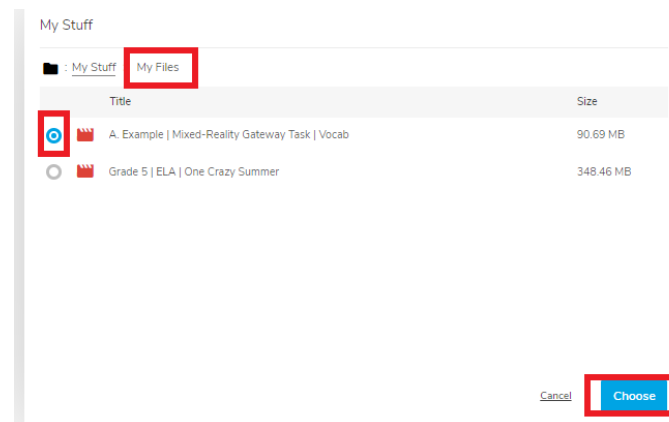 My Stuff
: My Stuff My Files
Title Size
A. Example | Mixed-Reality Gateway Task | Vocab 90.69 MB
Grade 5 | ELA | One Crazy Summer 348.46 MB
Cancel Choose